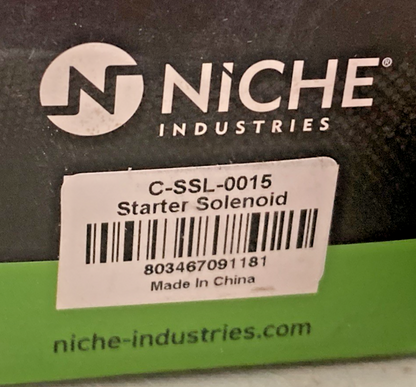 NICHE®
INDUSTRIES
C-SSL-0015
Starter Solenoid
803467091181
Made In China
niche-industries.com